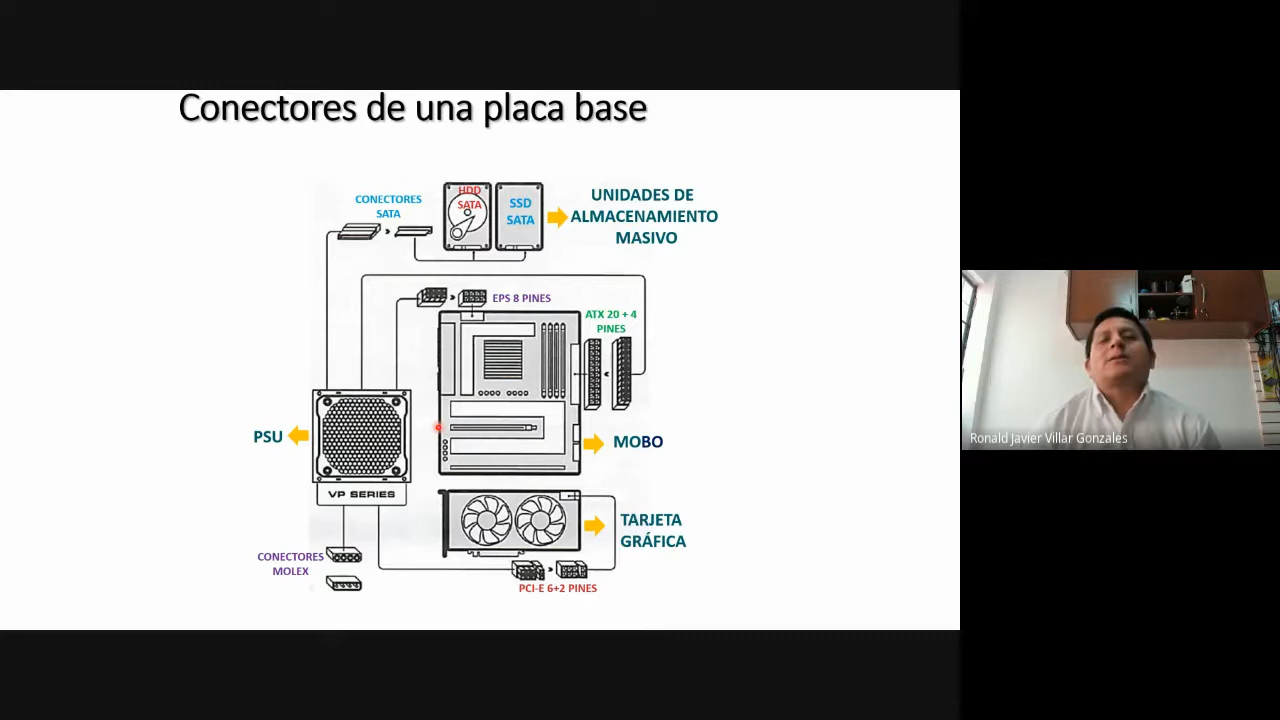 Conectores de una placa base
CONECTORES
SATA
HDD
SATA
SSD
SATA
UNIDADES DE
ALMACENAMIENTO
MASIVO
EPS 8 PINES
ATX 20 + 4
PINES
PSU
MOBO
VP SERIES
TARJETA
GRÁFICA
CONECTORES
MOLEX
PCI-E 6+2 PINES
Ronald Javier Villar Gonzales